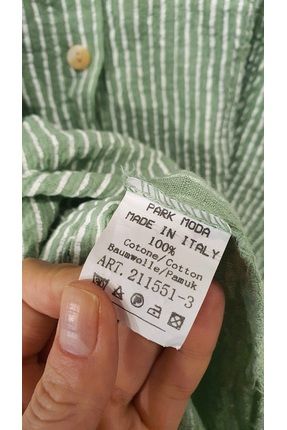 PARK MODA
MADE IN ITALY
100%
Cotone/Cotton
Baumwolle/Pamuk
ART. 211551-3